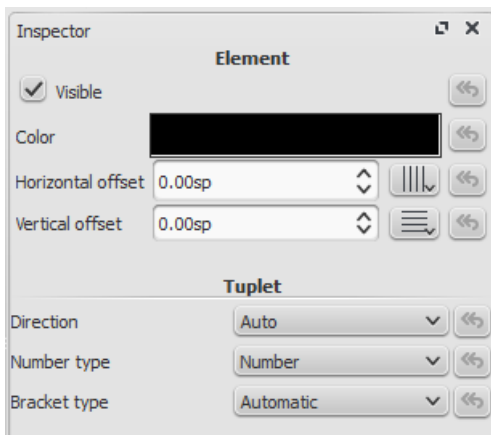 Inspector
Element
Visible
Color
Horizontal offset 0.00sp
Vertical offset 0.00sp
Tuplet
Direction Auto
Number type Number
Bracket type Automatic